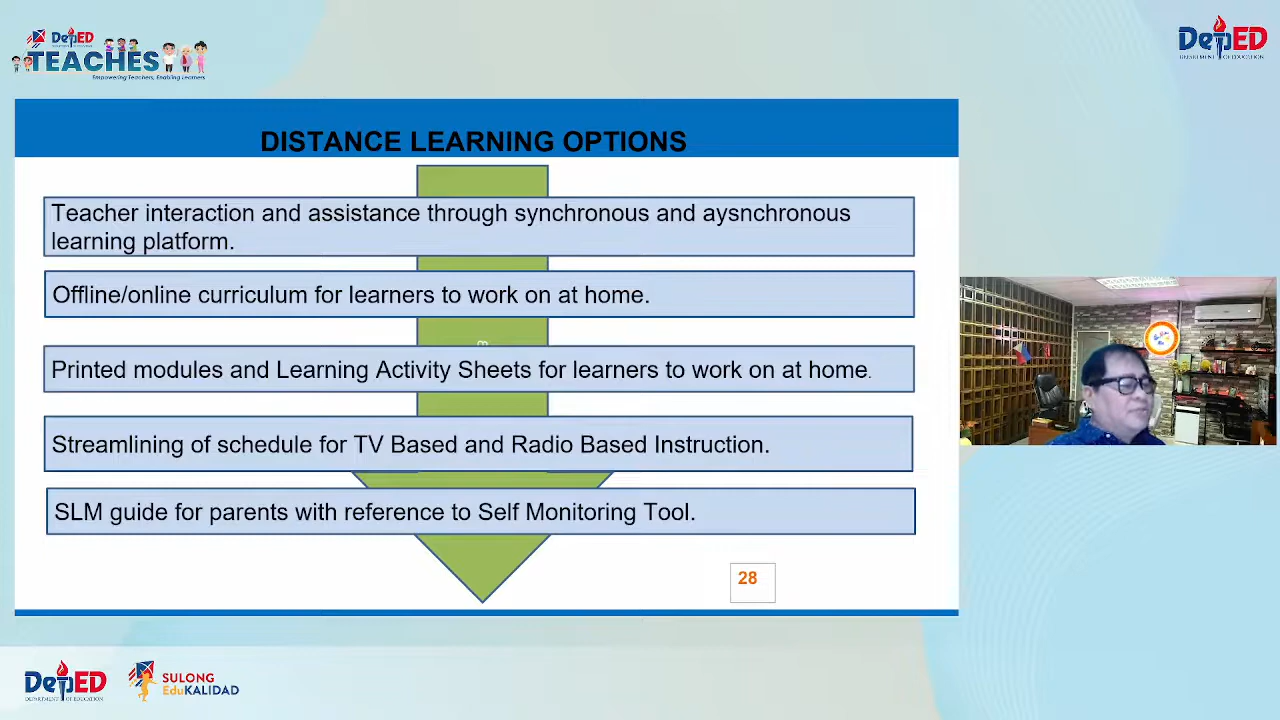 DepED
TEACHES
Empowering Teachers, Enabling Learners
DepED
DEPARTMENT OF EDUCATION
DISTANCE LEARNING OPTIONS
Teacher interaction and assistance through synchronous and aysnchronous
learning platform.
Offline/online curriculum for learners to work on at home.
Printed modules and Learning Activity Sheets for learners to work on at home.
Streamlining of schedule for TV Based and Radio Based Instruction.
SLM guide for parents with reference to Self Monitoring Tool.
28
DepED
DEPARTMENT OF EDUCATION
SULONG
EduKALIDAD